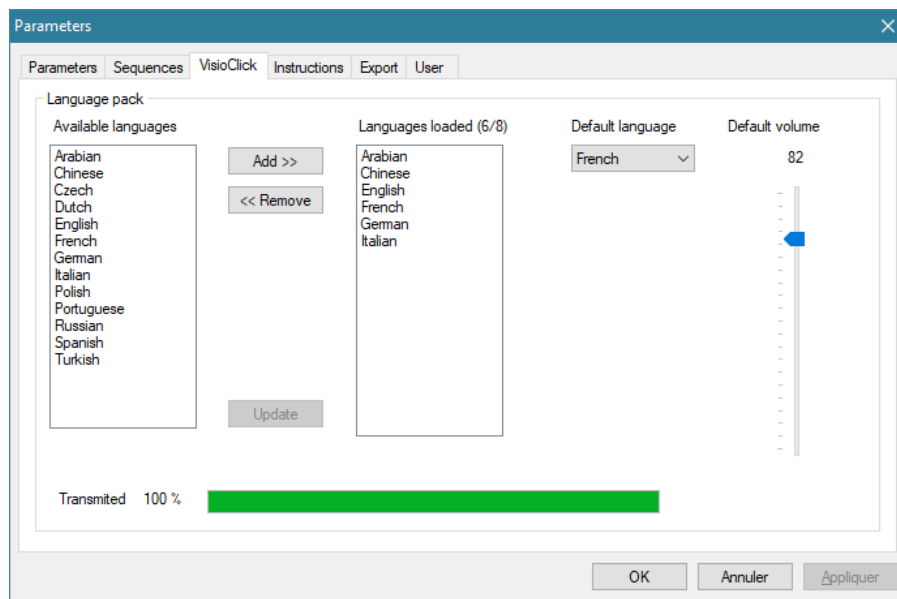 Parameters
Parameters Sequences VisioClick Instructions Export User
Language pack
Available languages
Arabian
Chinese
Czech
Dutch
English
French
German
Italian
Polish
Portuguese
Russian
Spanish
Turkish
Add >>
<< Remove
Update
Languages loaded (6/8)
Arabian
Chinese
English
French
German
Italian
Default language
French
Default volume
82
Transmited 100 %
OK Annuler Appliquer